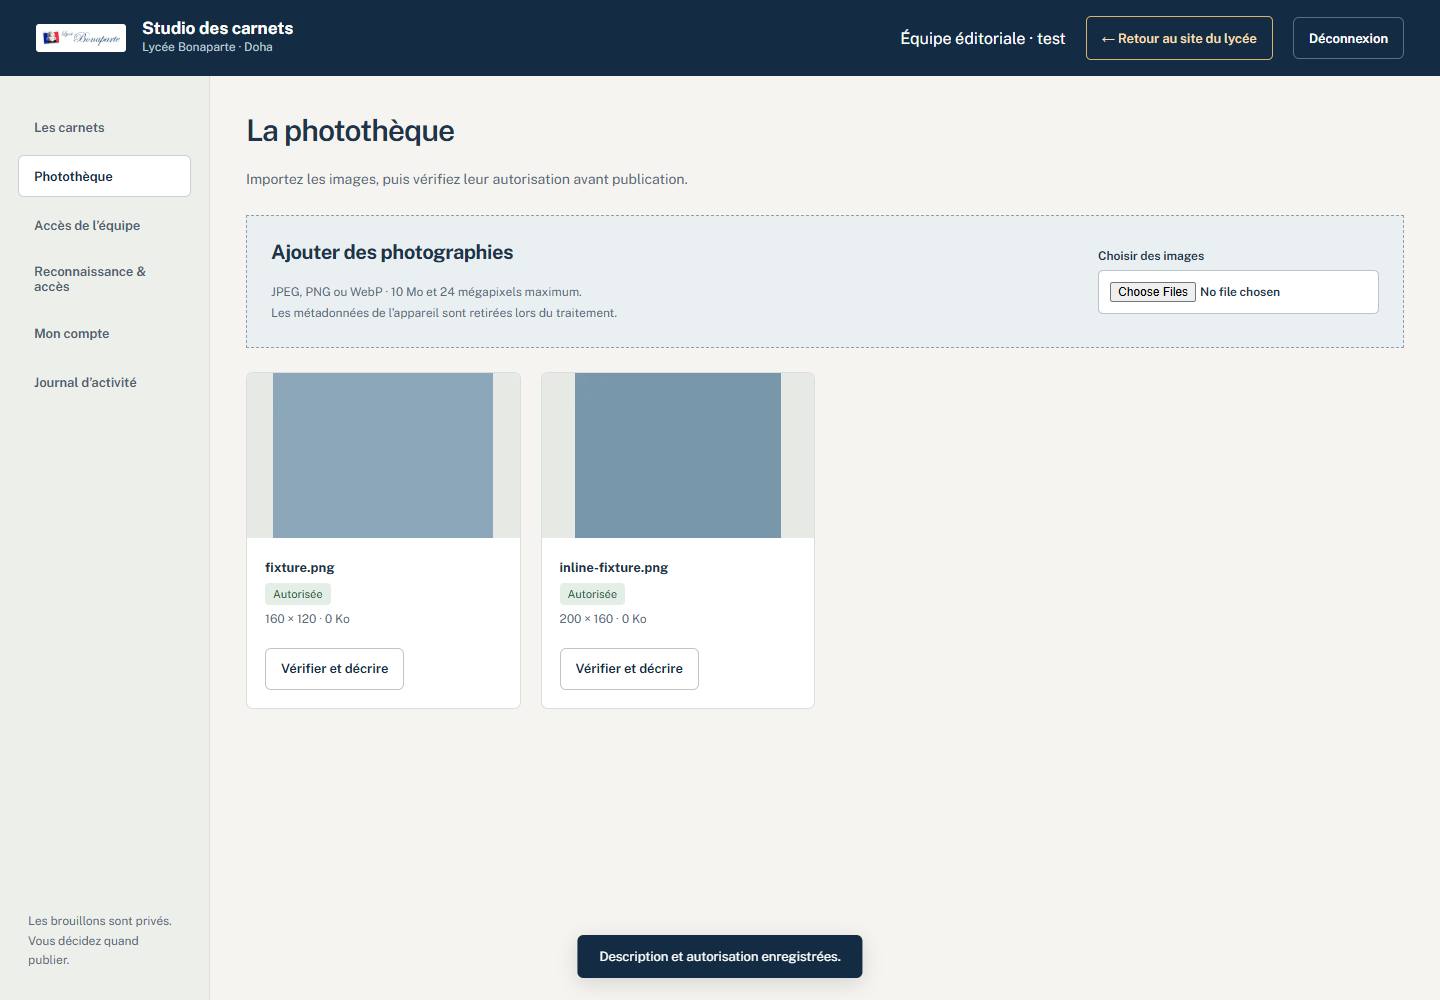 Bonaparte
Studio des carnets
Lycée Bonaparte · Doha
Équipe éditoriale · test
← Retour au site du lycée
Déconnexion
Les carnets
Photothèque
Accès de l’équipe
Reconnaissance &
accès
Mon compte
Journal d’activité
Les brouillons sont privés.
Vous décidez quand
publier.
La photothèque
Importez les images, puis vérifiez leur autorisation avant publication.
Ajouter des photographies
JPEG, PNG ou WebP · 10 Mo et 24 mégapixels maximum.
Les métadonnées de l’appareil sont retirées lors du traitement.
Choisir des images
Choose Files No file chosen
fixture.png
Autorisée
160 × 120 · 0 Ko
Vérifier et décrire
inline-fixture.png
Autorisée
200 × 160 · 0 Ko
Vérifier et décrire
Description et autorisation enregistrées.